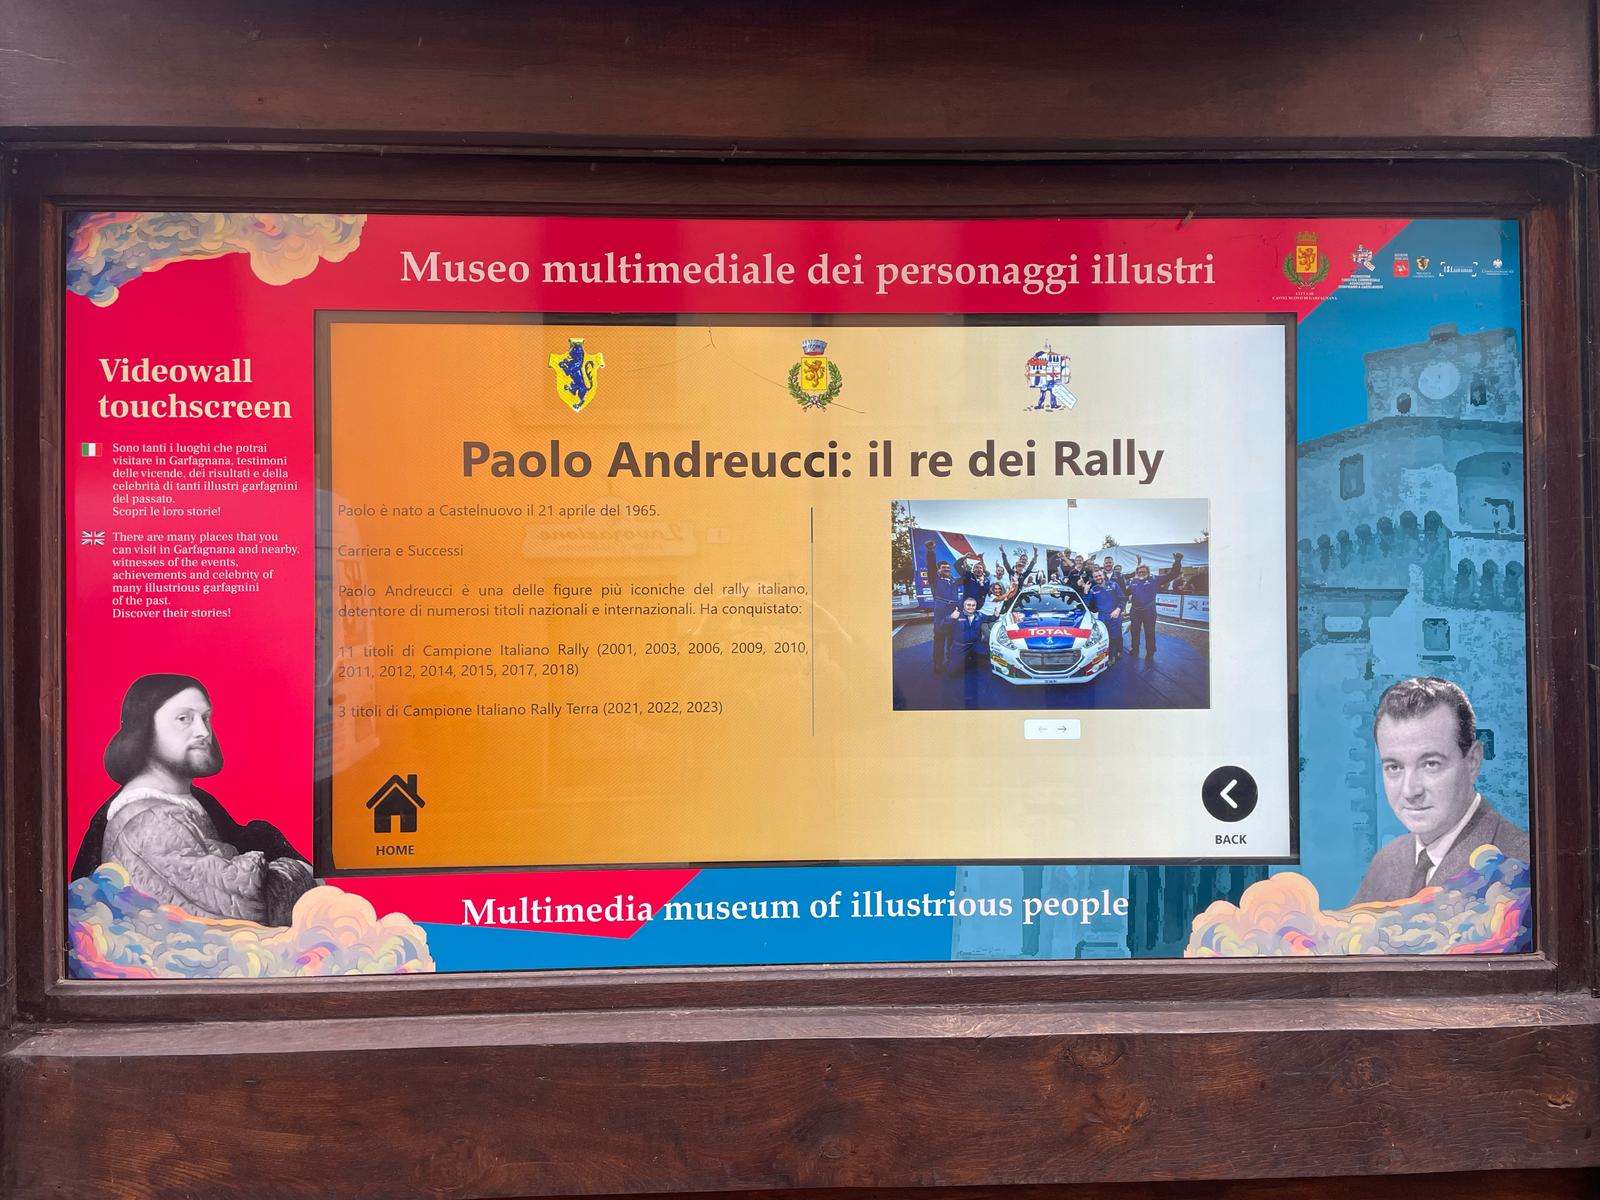 Museo multimediale dei personaggi illustri
CITTÀ DI
CASTELNUOVO DI GARFAGNANA
Videowall
touchscreen
Sono tanti i luoghi che potrai
visitare in Garfagnana, testimoni
delle vicende, dei risultati e della
celebrità di tanti illustri garfagnini
del passato.
Scopri le loro storie!
There are many places that you
can visit in Garfagnana and nearby,
witnesses of the events,
achievements and celebrity of
many illustrious garfagnini
of the past.
Discover their stories!
Paolo Andreucci: il re dei Rally
Paolo è nato a Castelnuovo il 21 aprile del 1965.
Carriera e Successi
Paolo Andreucci è una delle figure più iconiche del rally italiano,
detentore di numerosi titoli nazionali e internazionali. Ha conquistato:
11 titoli di Campione Italiano Rally (2001, 2003, 2006, 2009, 2010,
2011, 2012, 2014, 2015, 2017, 2018)
3 titoli di Campione Italiano Rally Terra (2021, 2022, 2023)
TOTAL
HOME
BACK
Multimedia museum of illustrious people